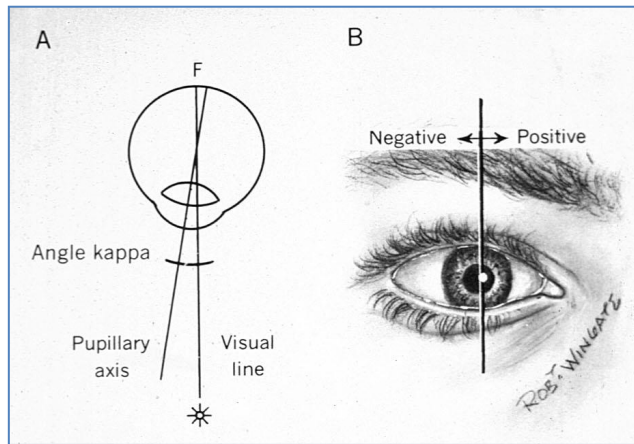 A
F
Angle kappa
Pupillary
axis
Visual
line
B
Negative
Positive
ROBT. WINGATE